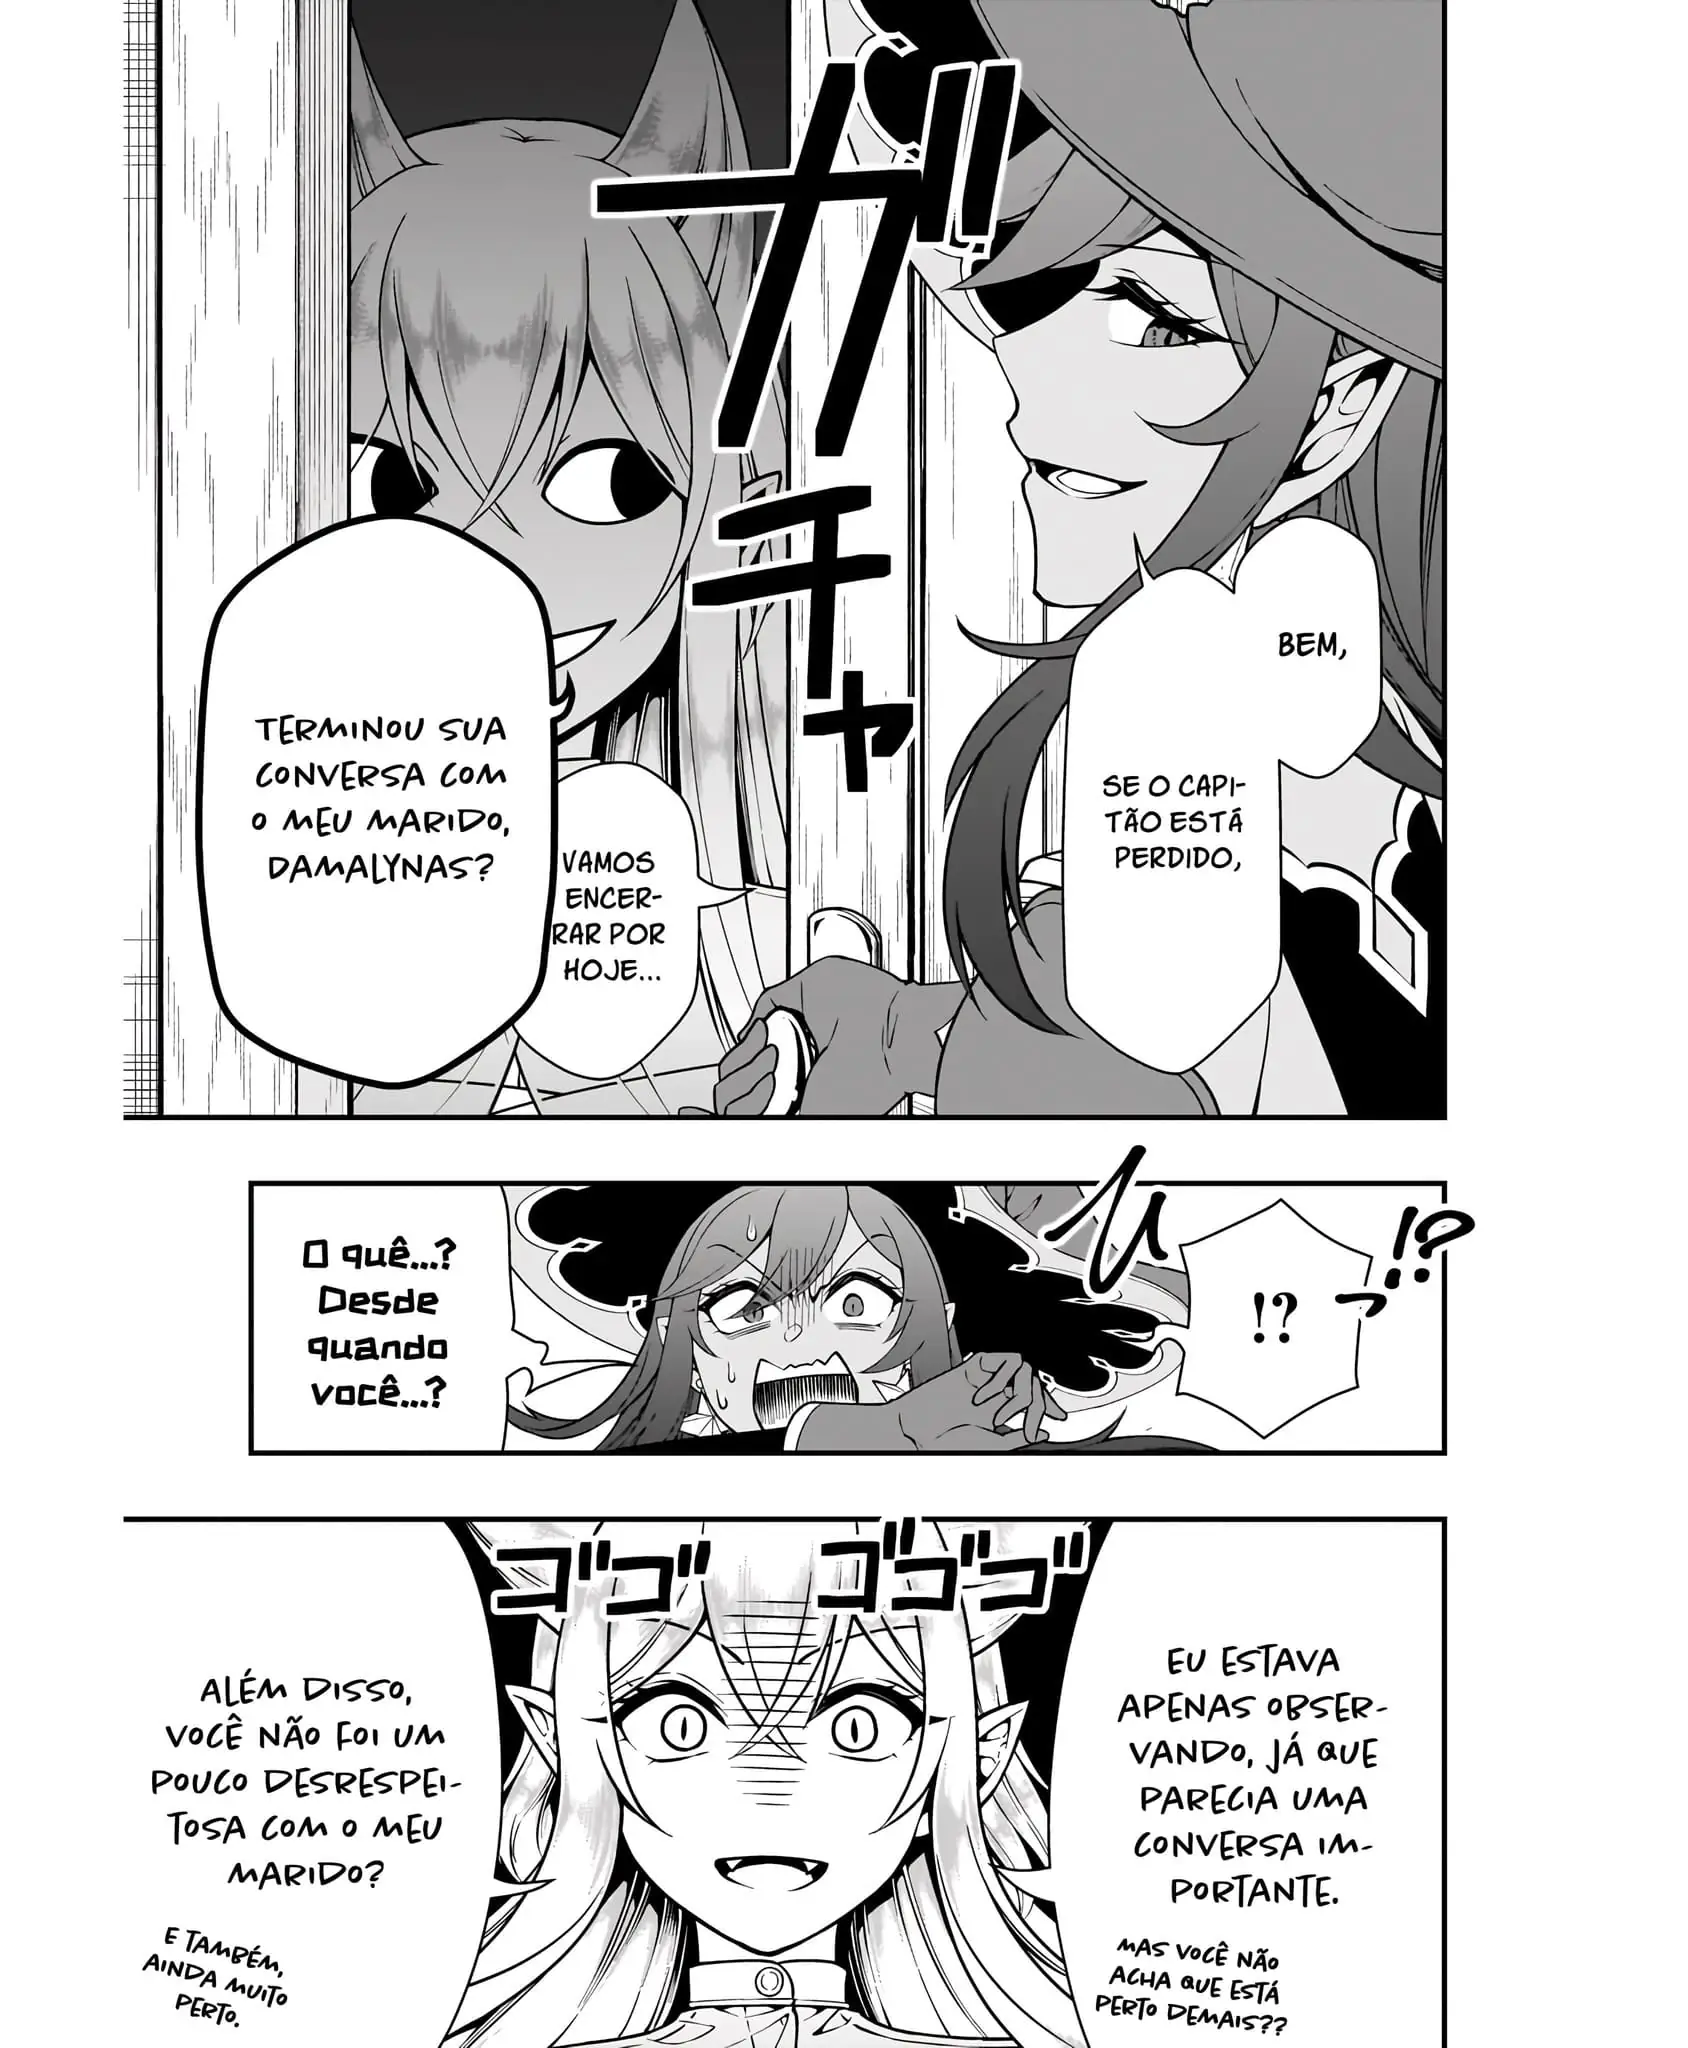 ガチャ
BEM,
SE O CAPI-
TÃO ESTÁ
PERDIDO,
VAMOS
ENCER-
RAR POR
HOJE...
TERMINOU SUA
CONVERSA COM
O MEU MARIDO,
DAMALYNAS?
!?
ひっ!?
O quê...?
Desde
quando
você...?
ゴゴゴ
ゴゴ
EU ESTAVA
APENAS OBSER-
VANDO, JÁ QUE
PARECIA UMA
CONVERSA IM-
PORTANTE.
MAS VOCÊ NÃO
ACHA QUE ESTÁ
PERTO DEMAIS??
ALÉM DISSO,
VOCÊ NÃO FOI UM
POUCO DESRESPEI-
TOSA COM O MEU
MARIDO?
E TAMBÉM,
AINDA MUITO
PERTO.